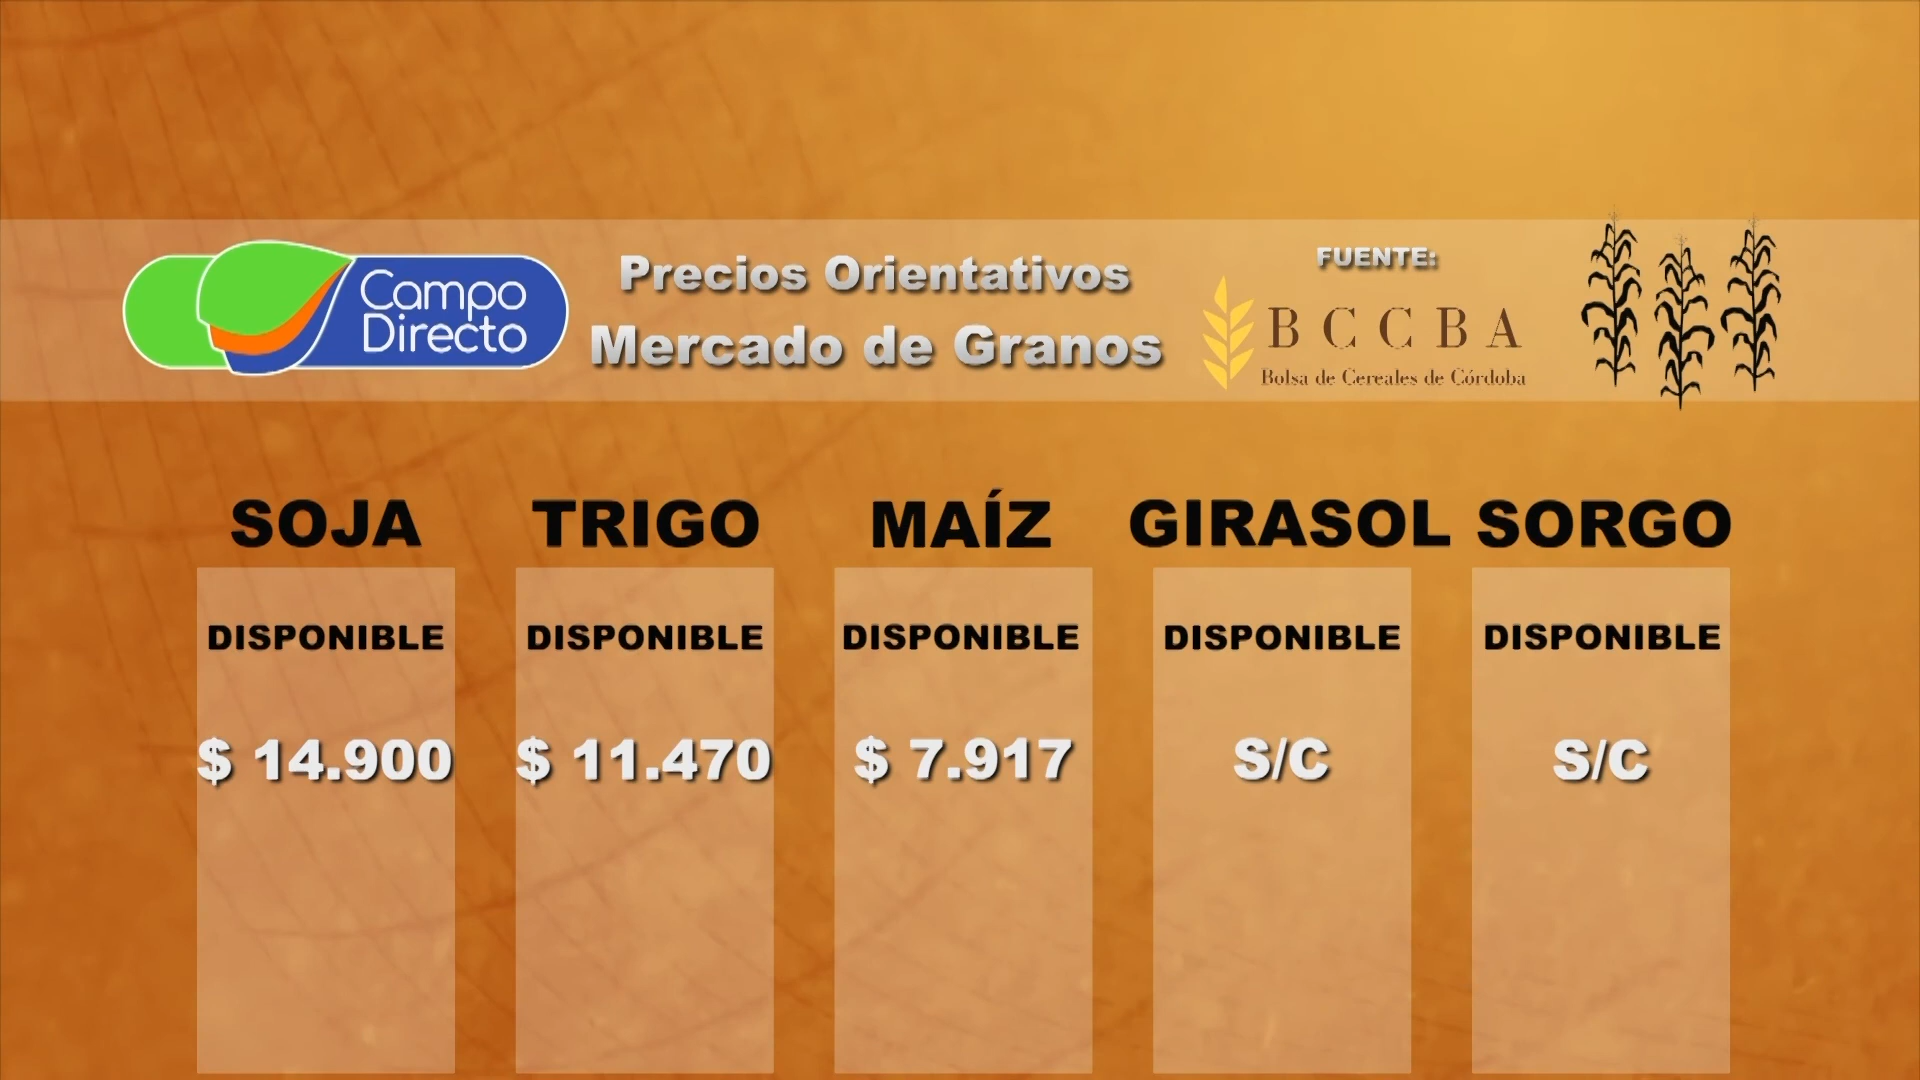 Campo
Directo
Precios Orientativos
Mercado de Granos
FUENTE:
BCCBA
Bolsa de Cereales de Córdoba
SOJA
TRIGO
MAÍZ
GIRASOL
SORGO
DISPONIBLE
DISPONIBLE
DISPONIBLE
DISPONIBLE
DISPONIBLE
$ 14.900
$ 11.470
$ 7.917
S/C
S/C